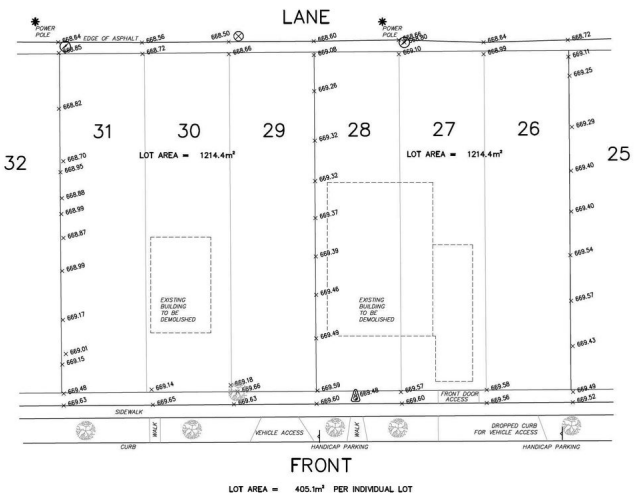 LANE
POWER
POLE
POWER
POLE
668.64
EDGE OF ASPHALT
668.56
668.50
668.60
668.66
668.64
668.72
668.85
668.72
668.66
669.08
669.10
668.99
669.11
669.25
669.26
668.82
31
30
29
28
27
26
32
25
669.32
669.29
LOT AREA = 1214.4m²
LOT AREA = 1214.4m²
668.70
668.95
669.32
669.40
668.88
668.99
669.37
669.40
668.87
669.39
669.54
668.99
669.46
669.57
EXISTING
BUILDING
TO BE
DEMOLISHED
EXISTING
BUILDING
TO BE
DEMOLISHED
669.17
669.49
669.43
669.01
669.15
669.48
669.14
669.18
669.66
669.59
669.48
669.57
FRONT DOOR
ACCESS
669.58
669.49
669.63
669.65
669.63
669.60
669.60
669.56
669.52
SIDEWALK
WALK
VEHICLE ACCESS
WALK
DROPPED CURB
FOR VEHICLE ACCESS
CURB
HANDICAP PARKING
HANDICAP PARKING
FRONT
LOT AREA = 405.1m² PER INDIVIDUAL LOT